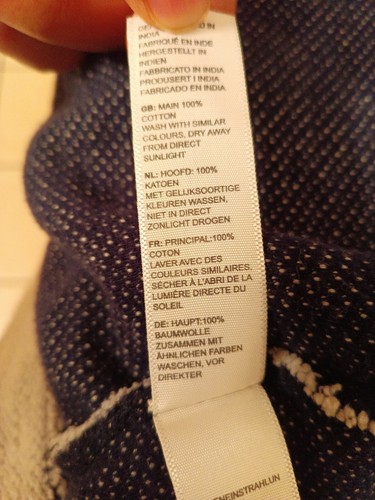 IN
INDIA
FABRIQUÉ EN INDE
HERGESTELLT IN
INDIEN
FABBRICATO IN INDIA
PRODUSERT I INDIA
FABRICADO EN INDIA
GB: MAIN 100%
COTTON
WASH WITH SIMILAR
COLOURS, DRY AWAY
FROM DIRECT
SUNLIGHT
NL: HOOFD: 100%
KATOEN
MET GELIJKSOORTIGE
KLEUREN WASSEN,
NIET IN DIRECT
ZONLICHT DROGEN
FR: PRINCIPAL:100%
COTON
LAVER AVEC DES
COULEURS SIMILAIRES,
SÉCHER À L'ABRI DE LA
LUMIÈRE DIRECTE DU
SOLEIL
DE: HAUPT:100%
BAUMWOLLE
ZUSAMMEN MIT
ÄHNLICHEN FARBEN
WASCHEN, VOR
DIREKTER
NEINSTRAHLUN